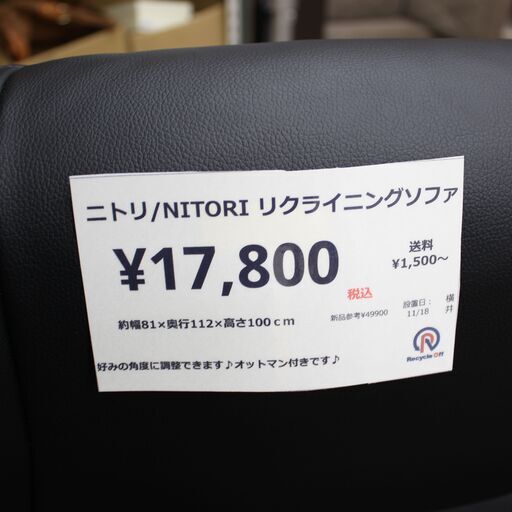 ニトリ/NITORI リクライニングソファ
¥17,800
税込
送料
¥1,500～
約幅81×奥行112×高さ100ｃｍ
新品参考¥49900
設置日：
11/18
横井
Recycle Off
好みの角度に調整できます♪オットマン付きです♪